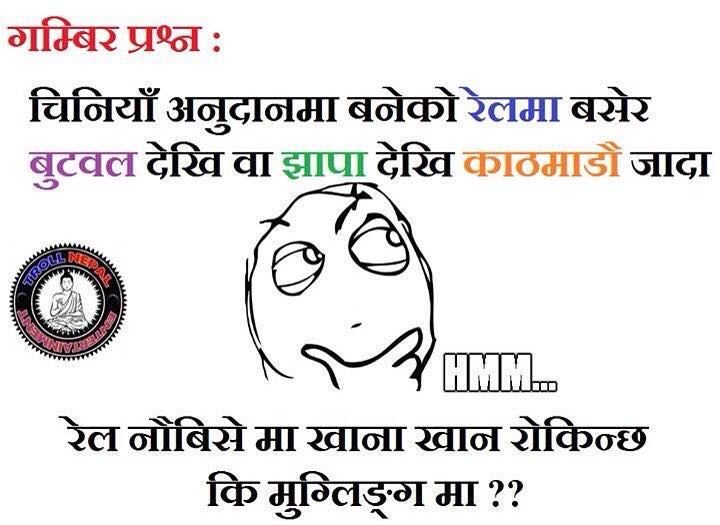 गम्बिर प्रश्न :
चिनियाँ अनुदानमा बनेको रेलमा बसेर
बुटवल देखि वा झापा देखि काठमाडौ जादा
TROLL NEPAL
ENTERTAINMENT
HMM...
रेल नौबिसे मा खाना खान रोकिन्छ
कि मुग्लिङ्ग मा ??